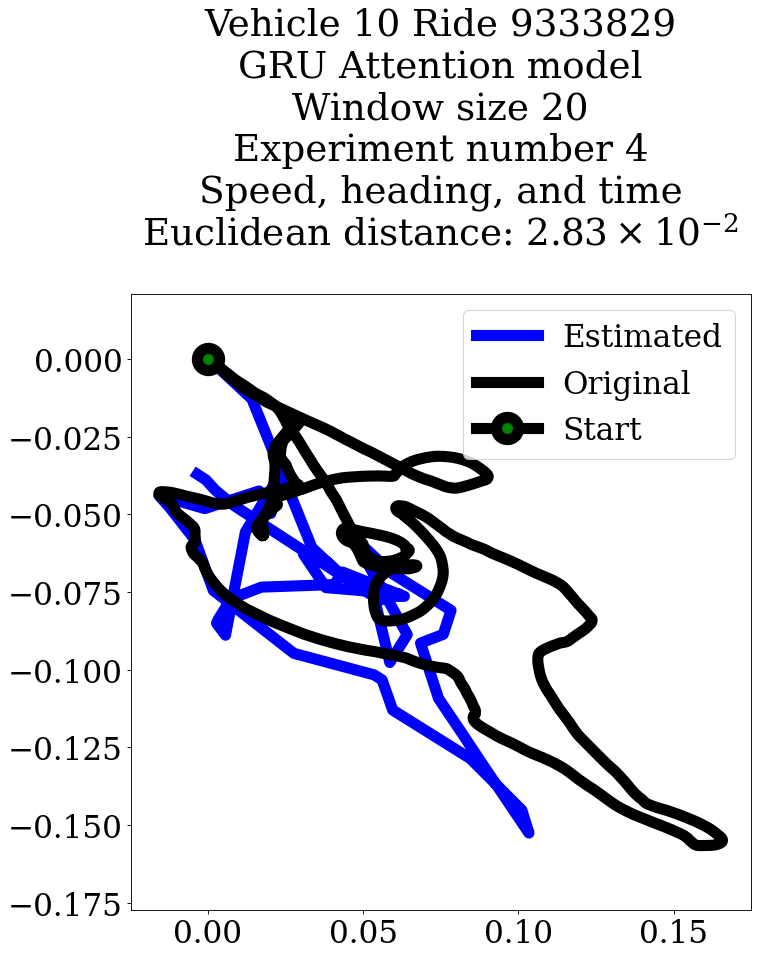 Vehicle 10 Ride 9333829
GRU Attention model
Window size 20
Experiment number 4
Speed, heading, and time
Euclidean distance: 2.83 × 10⁻²
Estimated
Original
Start
0.000
−0.025
−0.050
−0.075
−0.100
−0.125
−0.150
−0.175
0.00 0.05 0.10 0.15